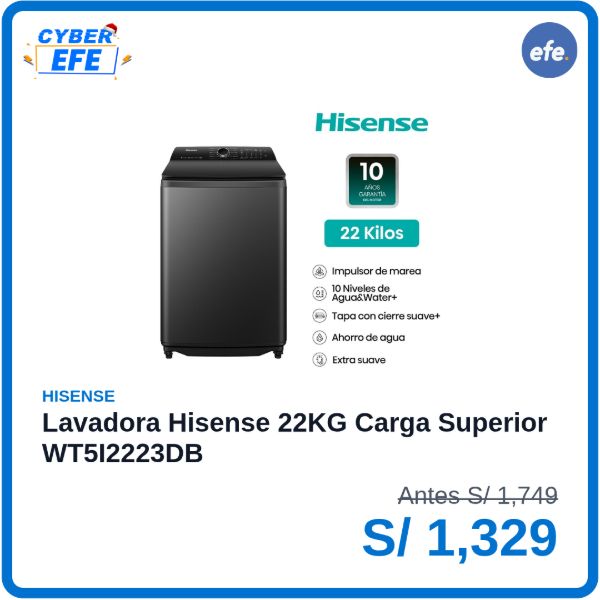 CYBER
EFE
efe.
Hisense
10
AÑOS
GARANTÍA
22 Kilos
Impulsor de marea
10 Niveles de
Agua&Water+
Tapa con cierre suave+
Ahorro de agua
Extra suave
HISENSE
Lavadora Hisense 22KG Carga Superior
WT5I2223DB
Antes S/ 1,749
S/ 1,329